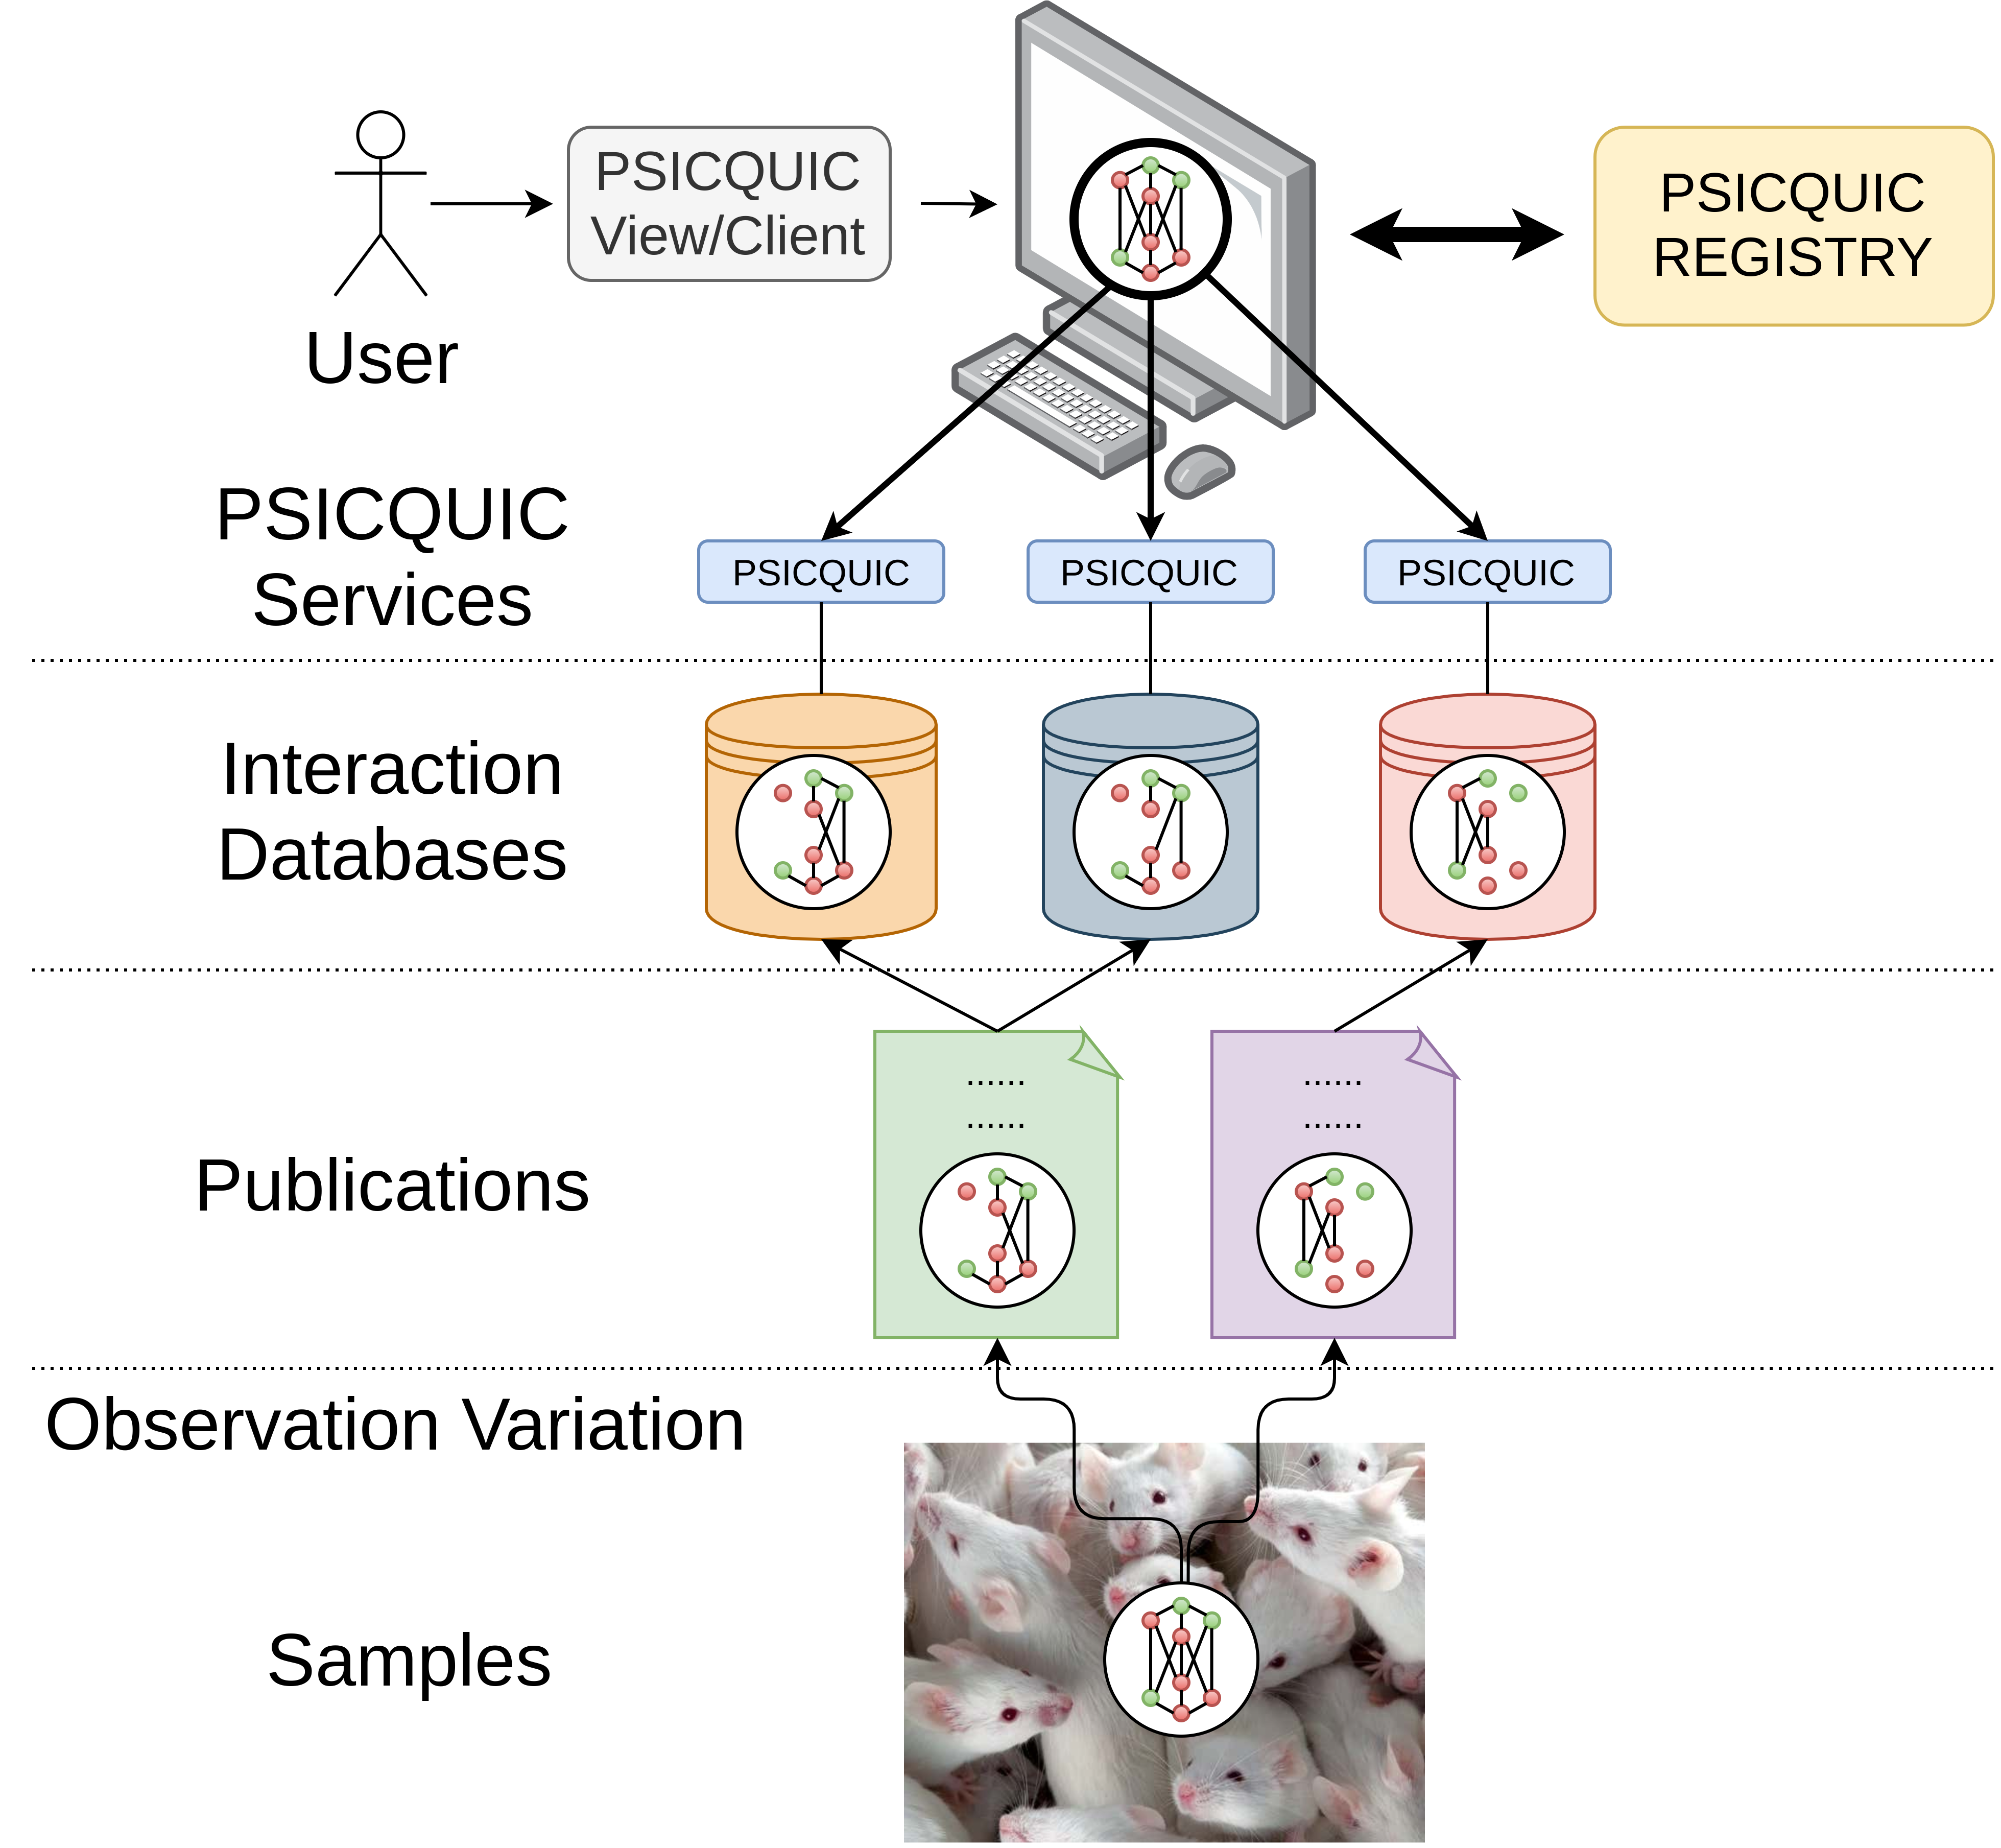 PSICQUIC
View/Client
PSICQUIC
REGISTRY
User
PSICQUIC
Services
PSICQUIC
PSICQUIC
PSICQUIC
Interaction
Databases
......
......
......
......
Publications
Observation Variation
Samples